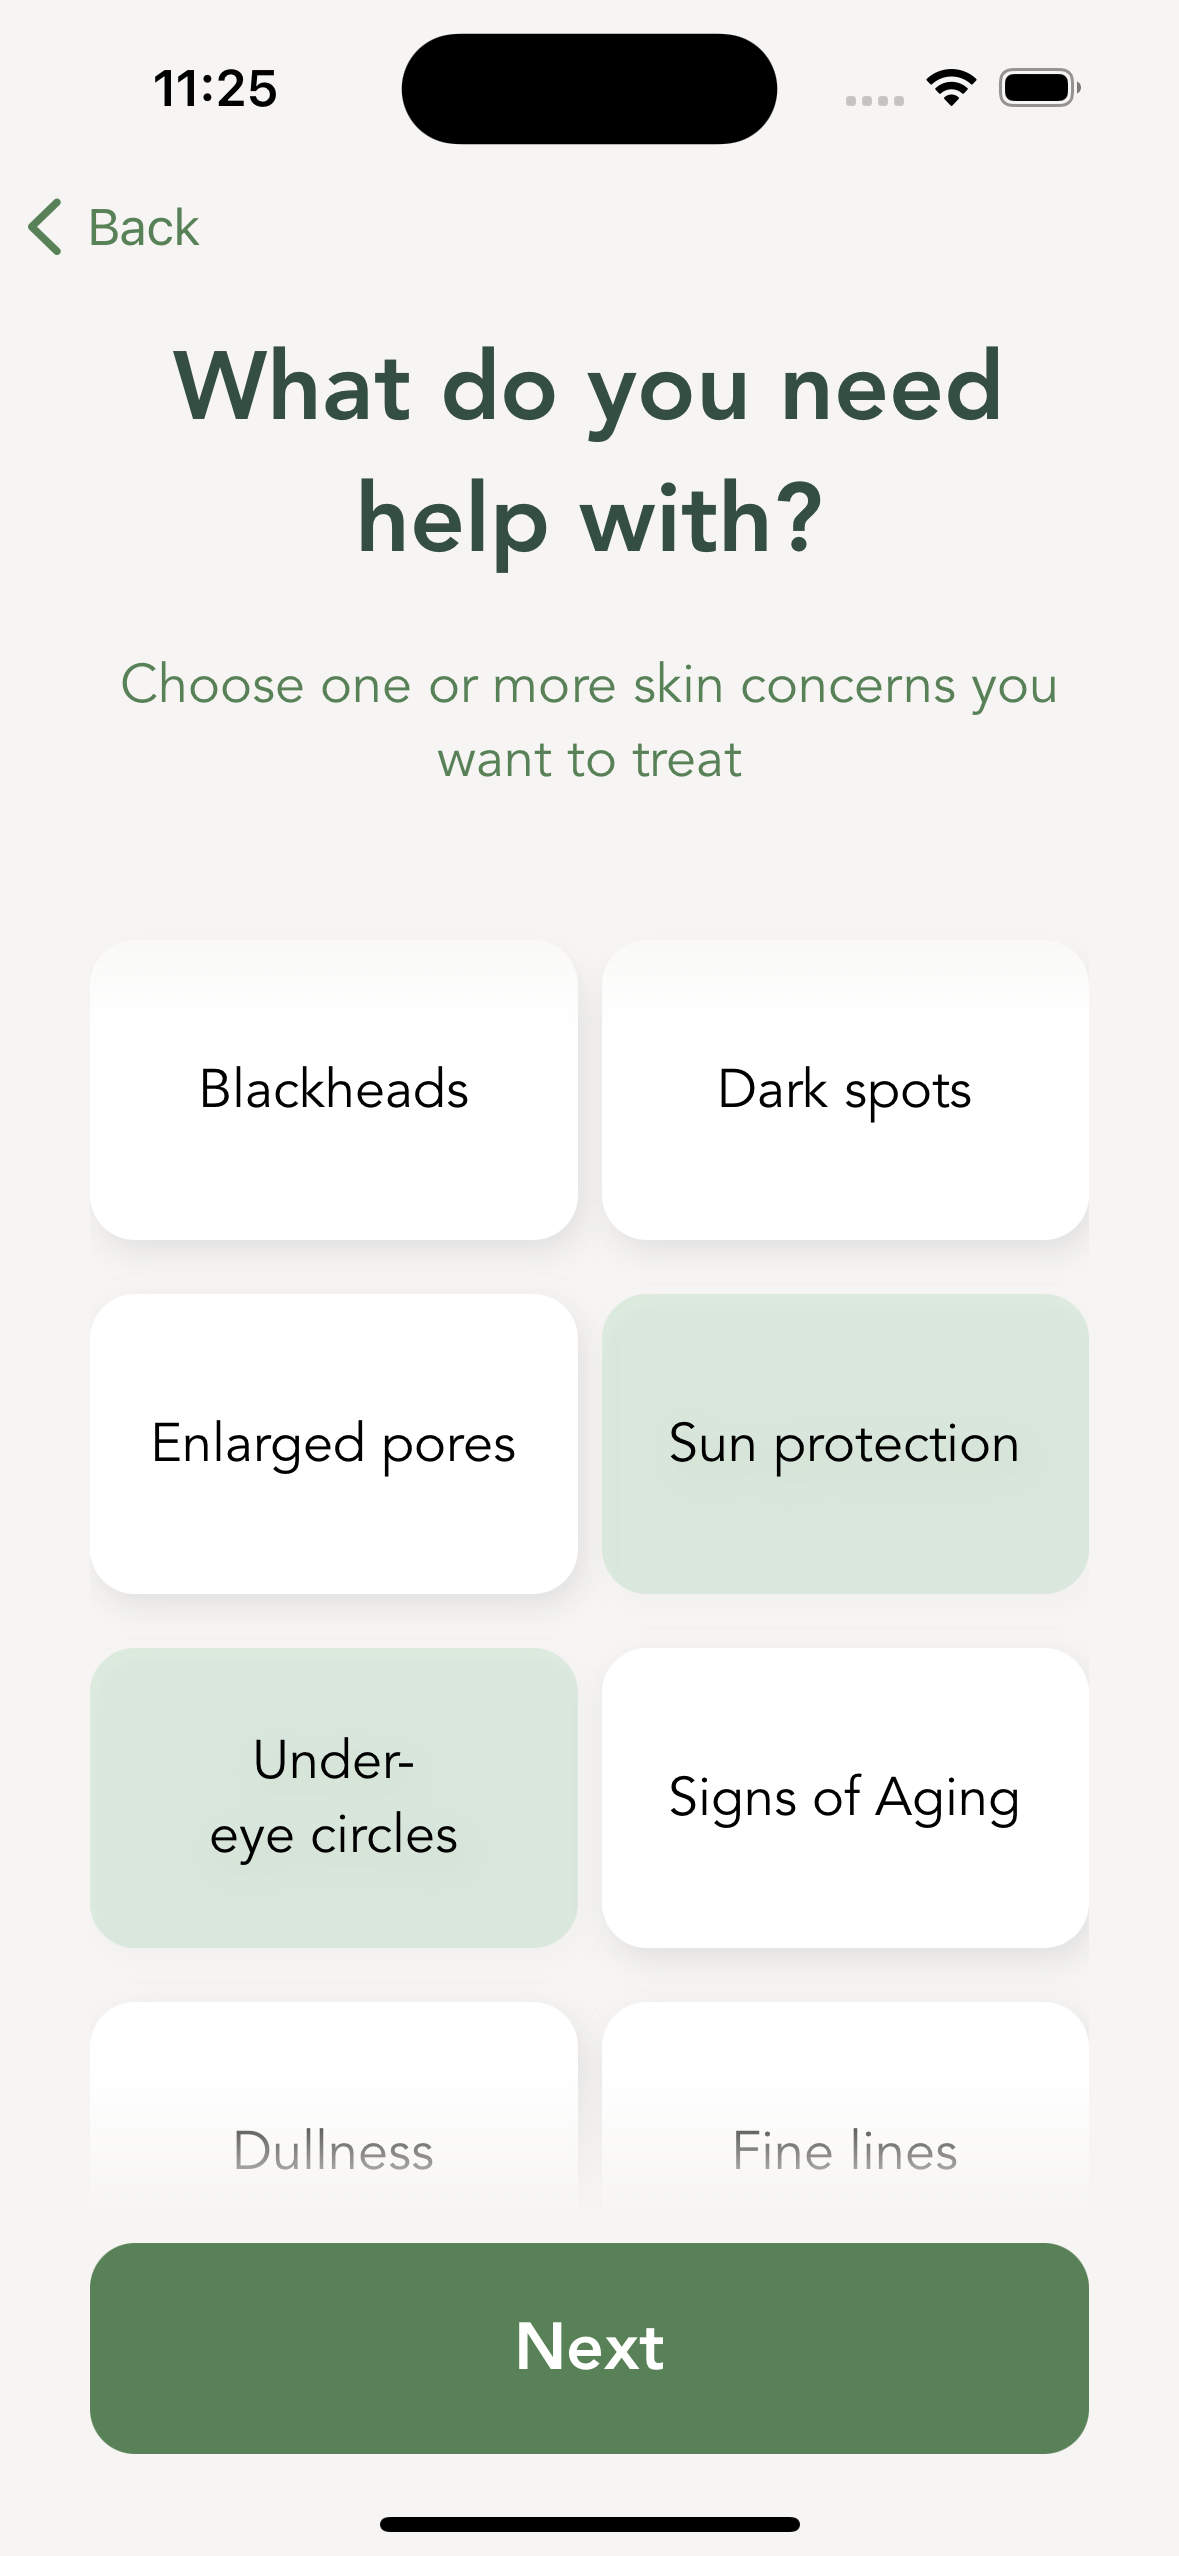 11:25
Back
What do you need
help with?
Choose one or more skin concerns you
want to treat
Blackheads
Dark spots
Enlarged pores
Sun protection
Under-
eye circles
Signs of Aging
Dullness
Fine lines
Next